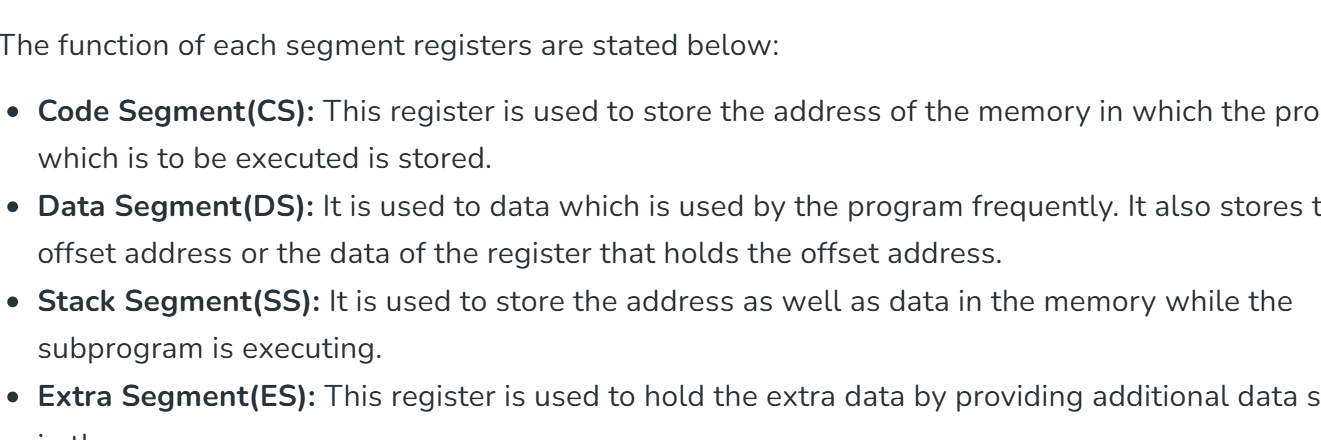 The function of each segment registers are stated below:
• Code Segment(CS): This register is used to store the address of the memory in which the pro
which is to be executed is stored.
• Data Segment(DS): It is used to data which is used by the program frequently. It also stores t
offset address or the data of the register that holds the offset address.
• Stack Segment(SS): It is used to store the address as well as data in the memory while the
subprogram is executing.
• Extra Segment(ES): This register is used to hold the extra data by providing additional data s